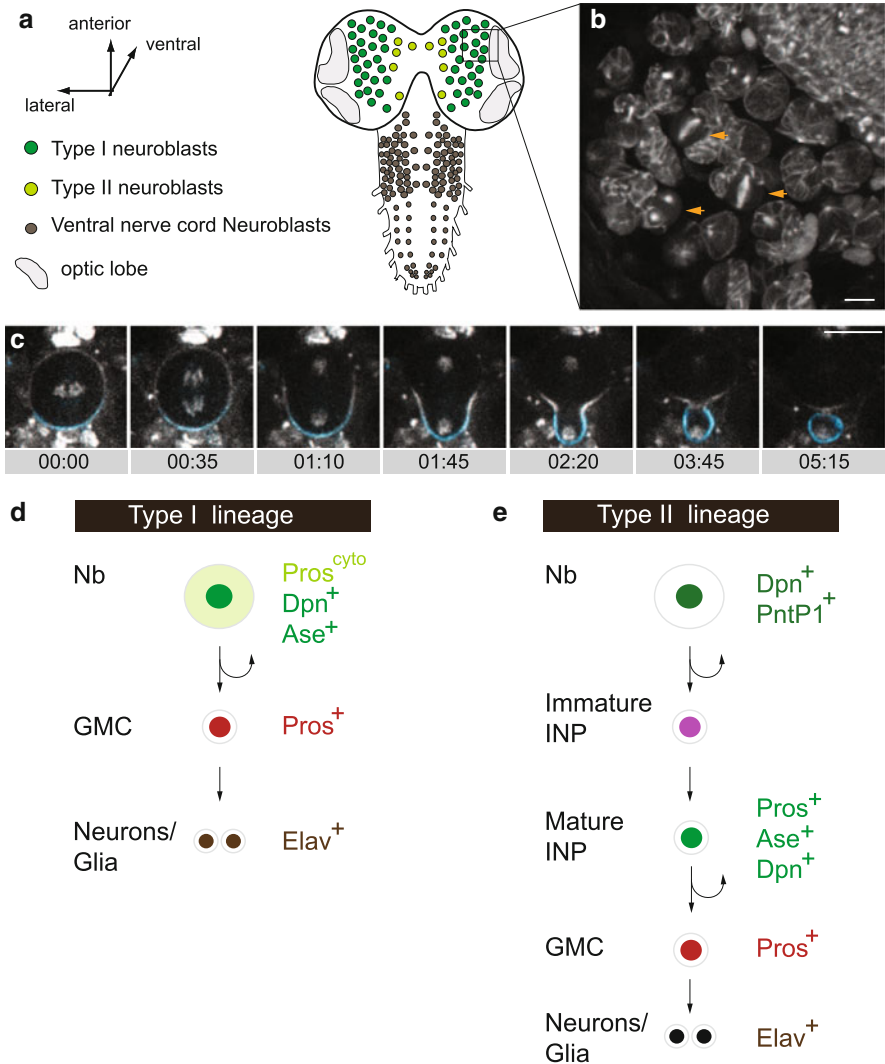 a
anterior
ventral
lateral
Type I neuroblasts
Type II neuroblasts
Ventral nerve cord Neuroblasts
optic lobe
b
c
00:00 00:35 01:10 01:45 02:20 03:45 05:15
d
Type I lineage
Nb
Pros^cyto
Dpn+
Ase+
GMC
Pros+
Neurons/
Glia
Elav+
e
Type II lineage
Nb
Dpn+
PntP1+
Immature
INP
Mature
INP
Pros+
Ase+
Dpn+
GMC
Pros+
Neurons/
Glia
Elav+